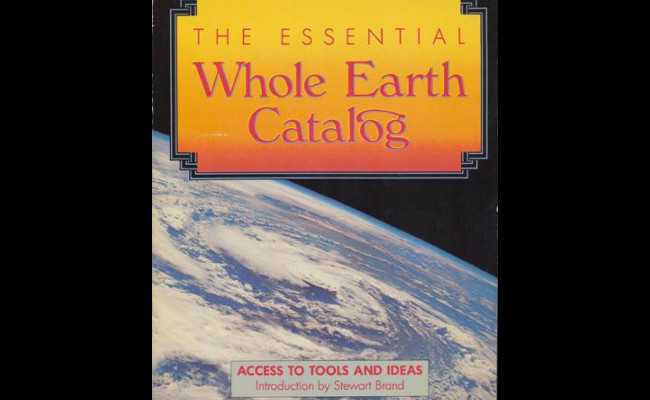 THE ESSENTIAL
Whole Earth
Catalog
ACCESS TO TOOLS AND IDEAS
Introduction by Stewart Brand